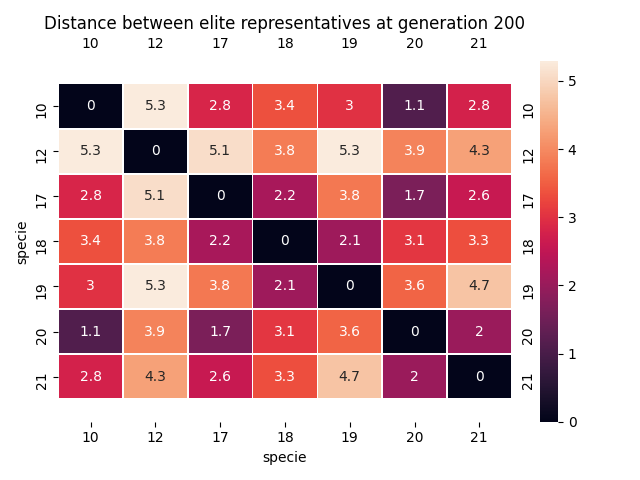 Distance between elite representatives at generation 200
10 12 17 18 19 20 21
10 0 5.3 2.8 3.4 3 1.1 2.8 10
12 5.3 0 5.1 3.8 5.3 3.9 4.3 12
17 2.8 5.1 0 2.2 3.8 1.7 2.6 17
18 3.4 3.8 2.2 0 2.1 3.1 3.3 18
19 3 5.3 3.8 2.1 0 3.6 4.7 19
20 1.1 3.9 1.7 3.1 3.6 0 2 20
21 2.8 4.3 2.6 3.3 4.7 2 0 21
10 12 17 18 19 20 21
specie
specie
5
4
3
2
1
0